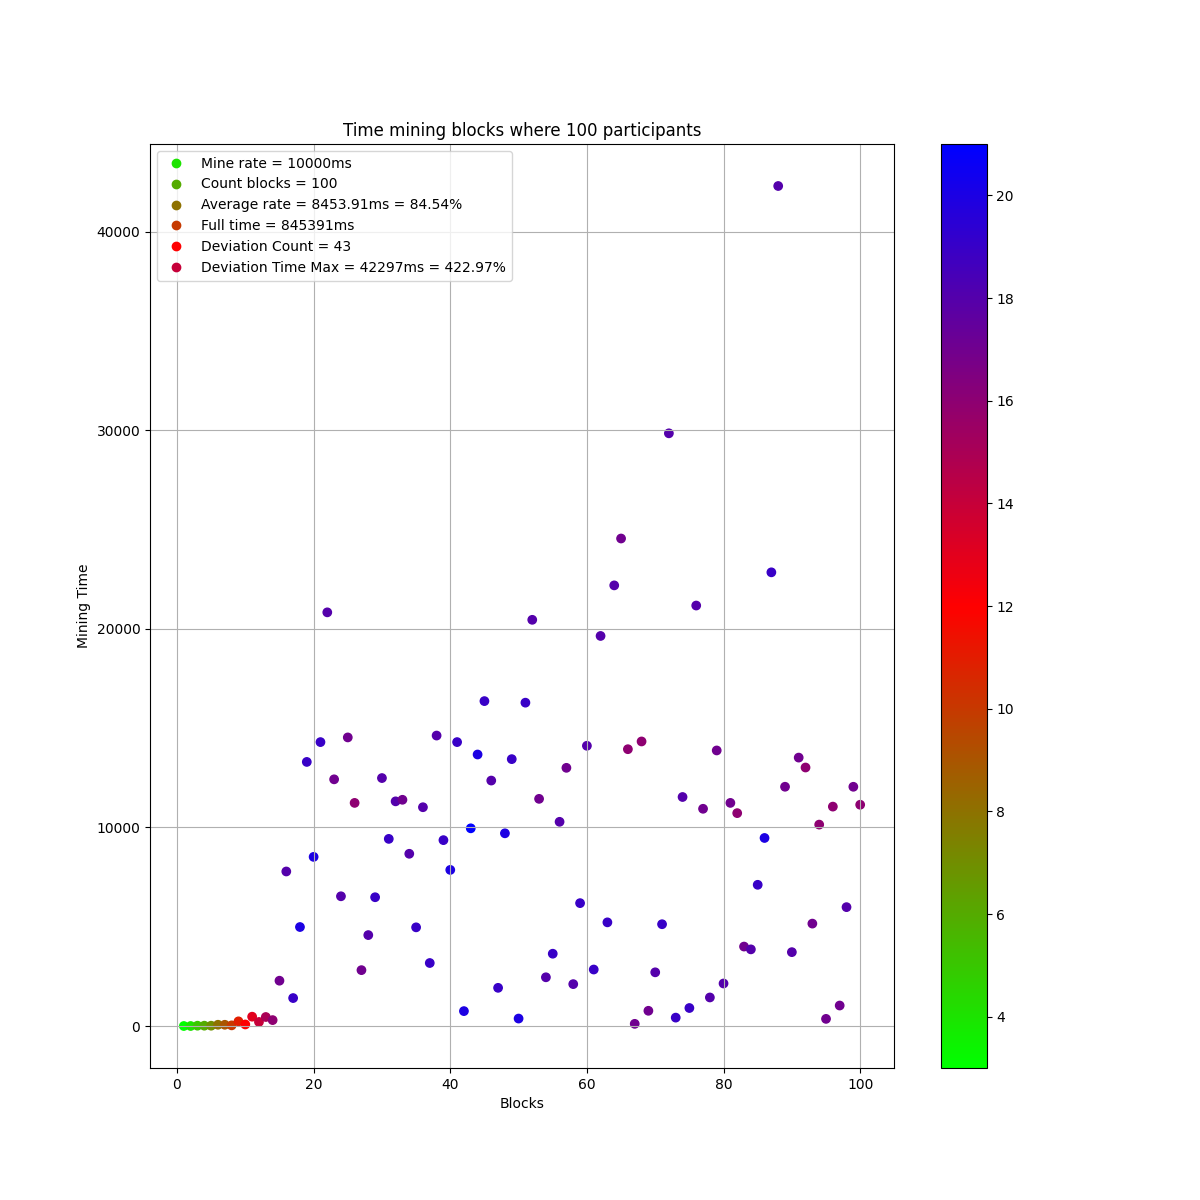 Time mining blocks where 100 participants
Mine rate = 10000ms
Count blocks = 100
Average rate = 8453.91ms = 84.54%
Full time = 845391ms
Deviation Count = 43
Deviation Time Max = 42297ms = 422.97%
Mining Time
40000
30000
20000
10000
0
0 20 40 60 80 100
Blocks
20
18
16
14
12
10
8
6
4